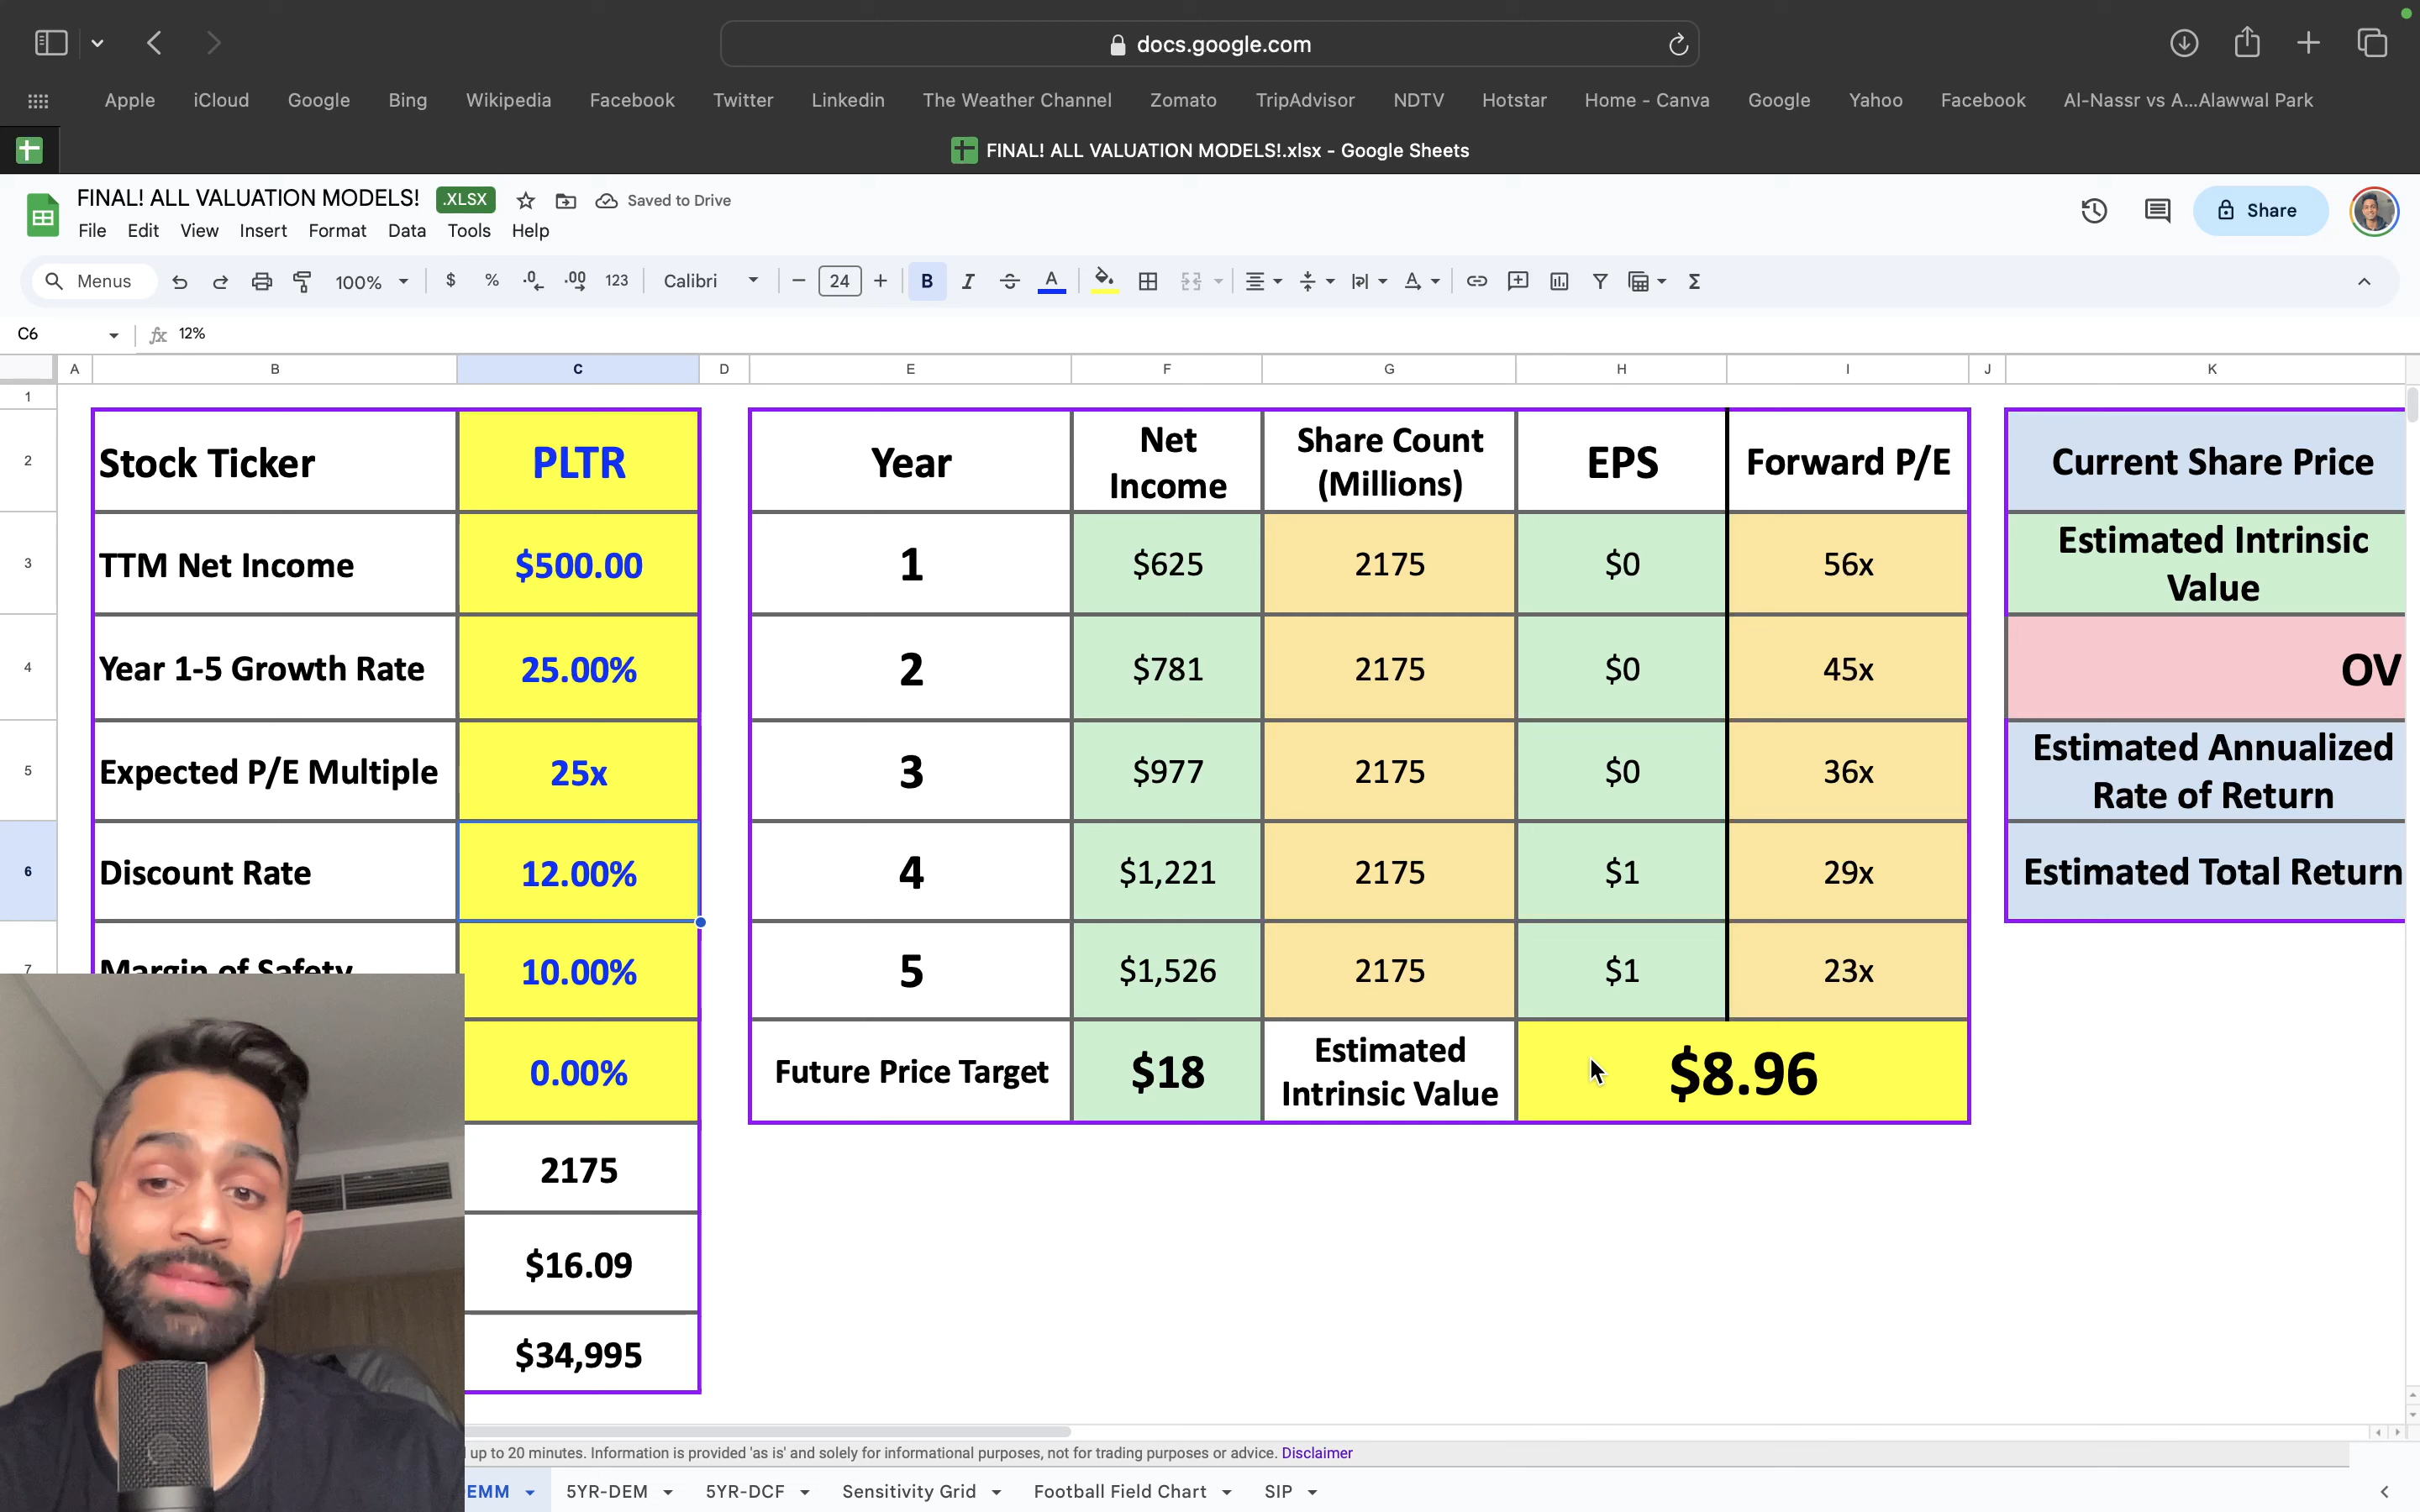 docs.google.com
Apple iCloud Google Bing Wikipedia Facebook Twitter Linkedin The Weather Channel Zomato TripAdvisor NDTV Hotstar Home - Canva Google Yahoo Facebook Al-Nassr vs A...Alawwal Park
FINAL! ALL VALUATION MODELS!.xlsx - Google Sheets
FINAL! ALL VALUATION MODELS! .XLSX Saved to Drive
File Edit View Insert Format Data Tools Help
Share
Menus 100% $ % .0 .00 123 Calibri 24 B I A
C6 fx 12%
A B C D E F G H I J K
1
2 Stock Ticker PLTR Year Net Income Share Count (Millions) EPS Forward P/E Current Share Price
3 TTM Net Income $500.00 1 $625 2175 $0 56x Estimated Intrinsic Value
4 Year 1-5 Growth Rate 25.00% 2 $781 2175 $0 45x OV
5 Expected P/E Multiple 25x 3 $977 2175 $0 36x Estimated Annualized Rate of Return
6 Discount Rate 12.00% 4 $1,221 2175 $1 29x Estimated Total Return
7 Margin of Safety 10.00% 5 $1,526 2175 $1 23x
0.00% Future Price Target $18 Estimated Intrinsic Value $8.96
2175
$16.09
$34,995
up to 20 minutes. Information is provided 'as is' and solely for informational purposes, not for trading purposes or advice. Disclaimer
EMM 5YR-DEM 5YR-DCF Sensitivity Grid Football Field Chart SIP